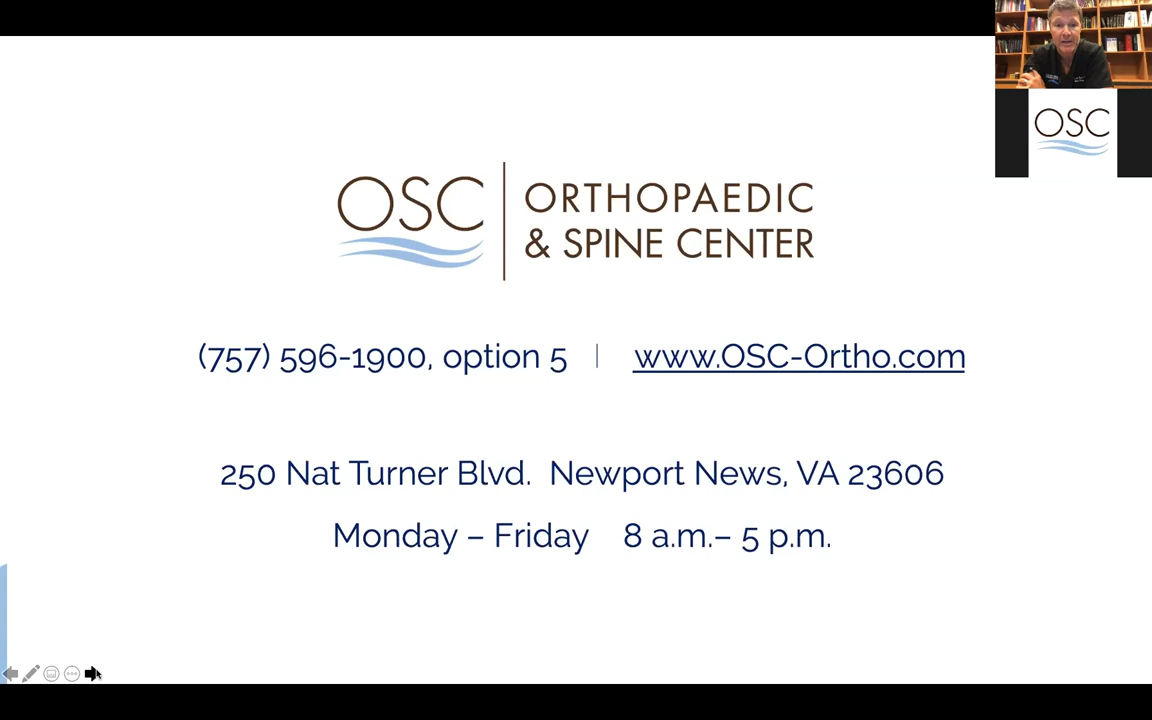 OSC
ORTHOPAEDIC
& SPINE CENTER
(757) 596-1900, option 5 | www.OSC-Ortho.com
250 Nat Turner Blvd. Newport News, VA 23606
Monday – Friday 8 a.m.– 5 p.m.
OSC